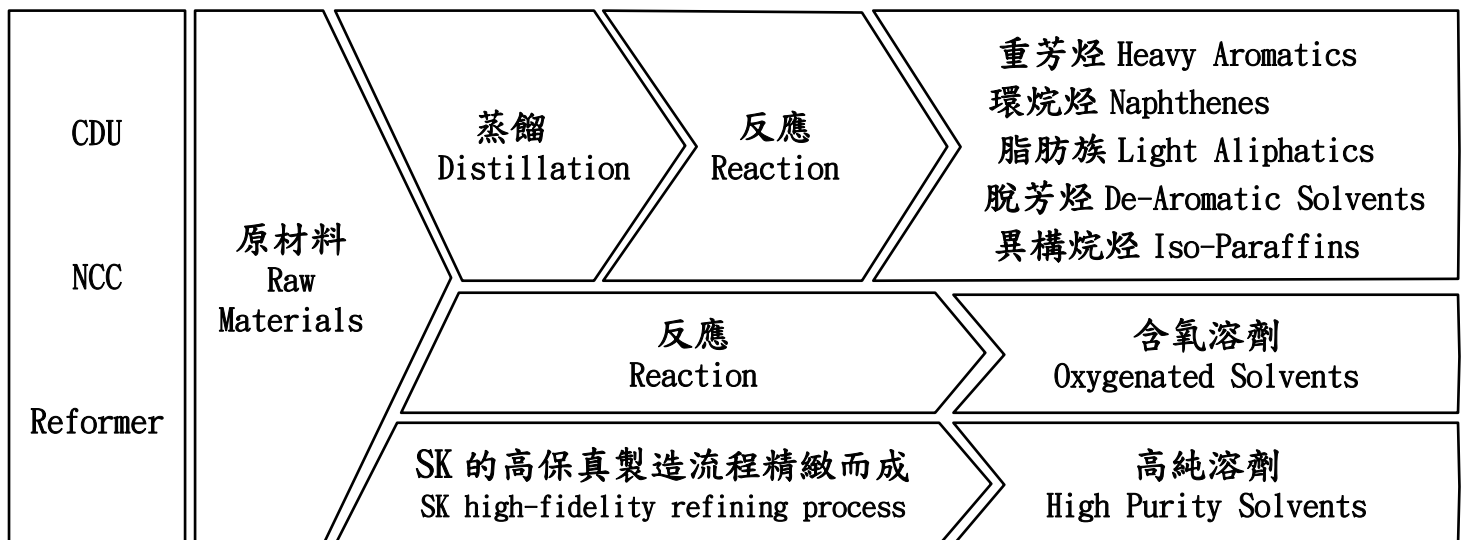 CDU
NCC
Reformer
原材料
Raw
Materials
蒸餾
Distillation
反應
Reaction
重芳烃 Heavy Aromatics
環烷烃 Naphthenes
脂肪族 Light Aliphatics
脫芳烃 De-Aromatic Solvents
異構烷烃 Iso-Paraffins
反應
Reaction
含氧溶劑
Oxygenated Solvents
SK 的高保真製造流程精緻而成
SK high-fidelity refining process
高純溶劑
High Purity Solvents